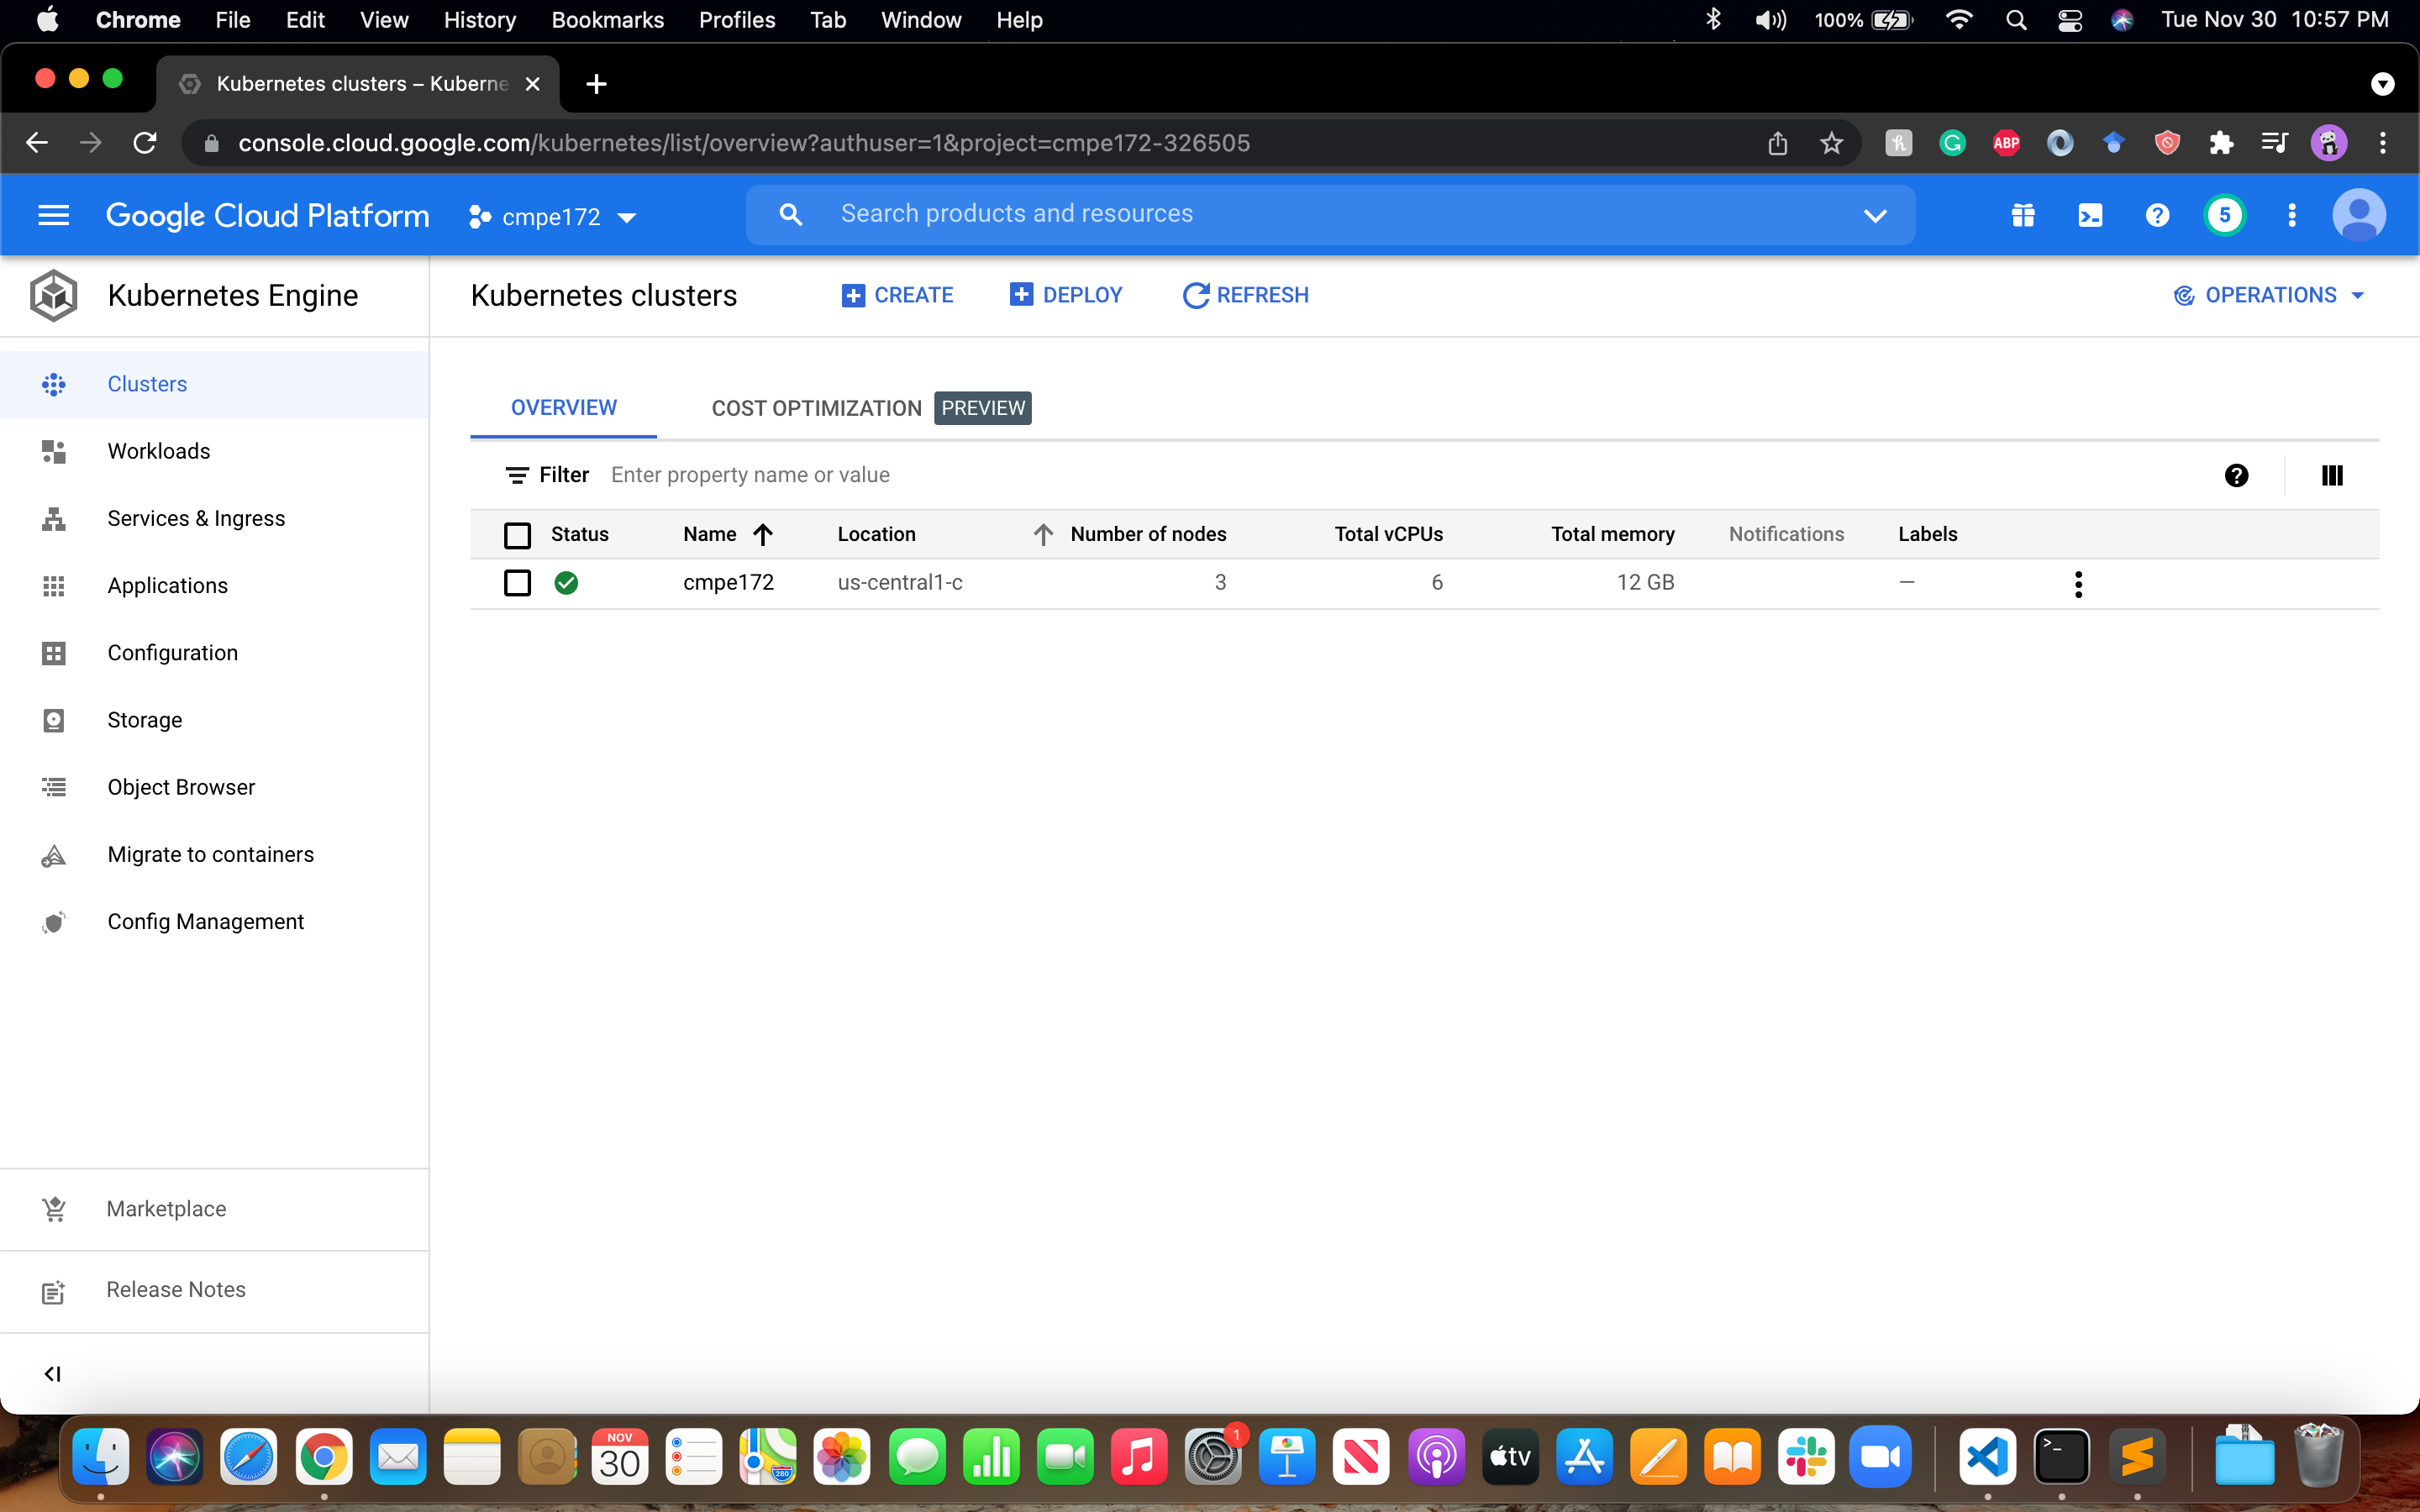 Chrome File Edit View History Bookmarks Profiles Tab Window Help 100% Tue Nov 30 10:57 PM
Kubernetes clusters – Kuberne
console.cloud.google.com/kubernetes/list/overview?authuser=1&project=cmpe172-326505 ABP
Google Cloud Platform cmpe172 Search products and resources 5
Kubernetes Engine Kubernetes clusters CREATE DEPLOY REFRESH OPERATIONS
Clusters
Workloads
Services & Ingress
Applications
Configuration
Storage
Object Browser
Migrate to containers
Config Management
Marketplace
Release Notes
OVERVIEW COST OPTIMIZATION PREVIEW
Filter Enter property name or value
Status Name Location Number of nodes Total vCPUs Total memory Notifications Labels
cmpe172 us-central1-c 3 6 12 GB —
NOV
30
280
1
tv